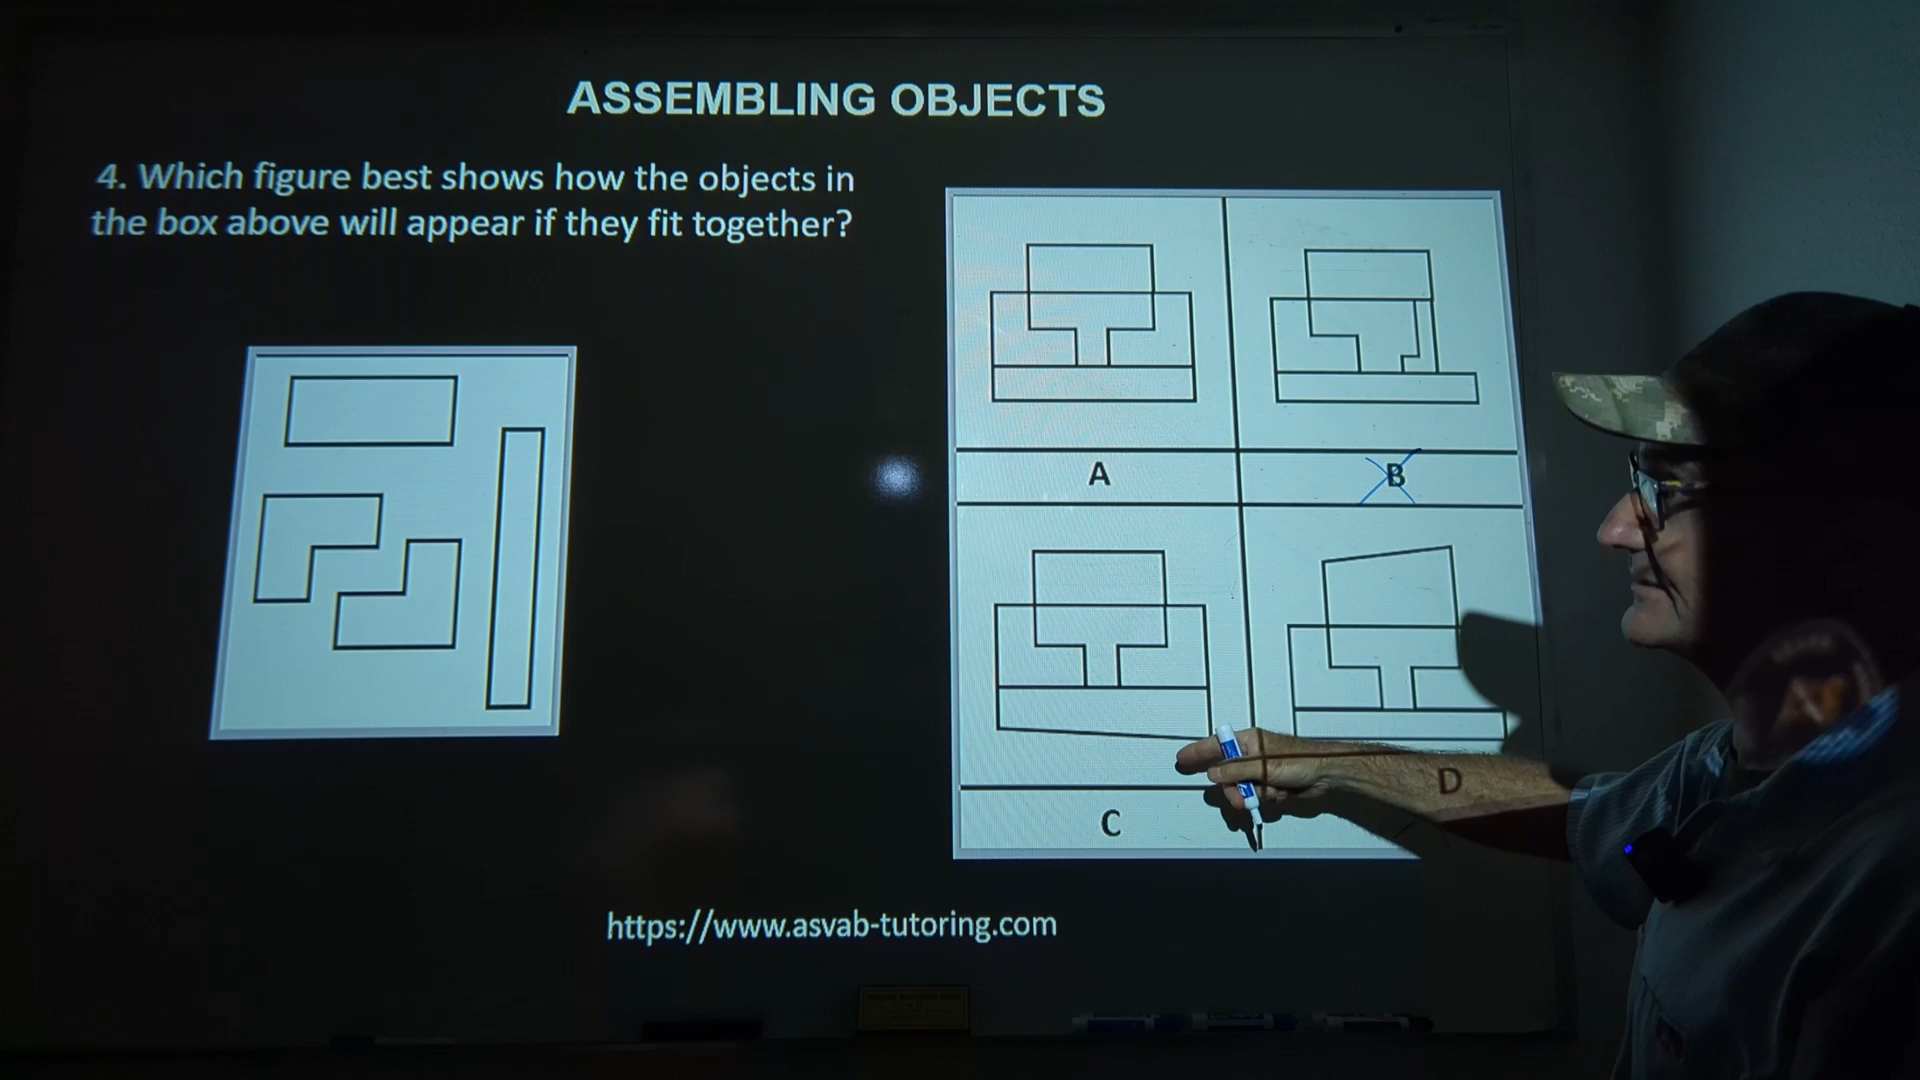 ASSEMBLING OBJECTS
4. Which figure best shows how the objects in
the box above will appear if they fit together?
A
B
C
D
https://www.asvab-tutoring.com